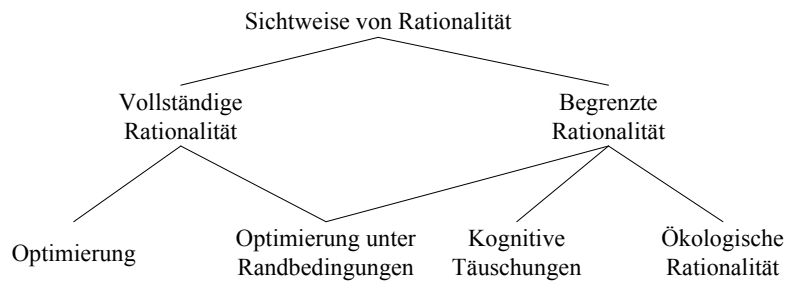 Sichtweise von Rationalität
Vollständige
Rationalität
Begrenzte
Rationalität
Optimierung
Optimierung unter
Randbedingungen
Kognitive
Täuschungen
Ökologische
Rationalität